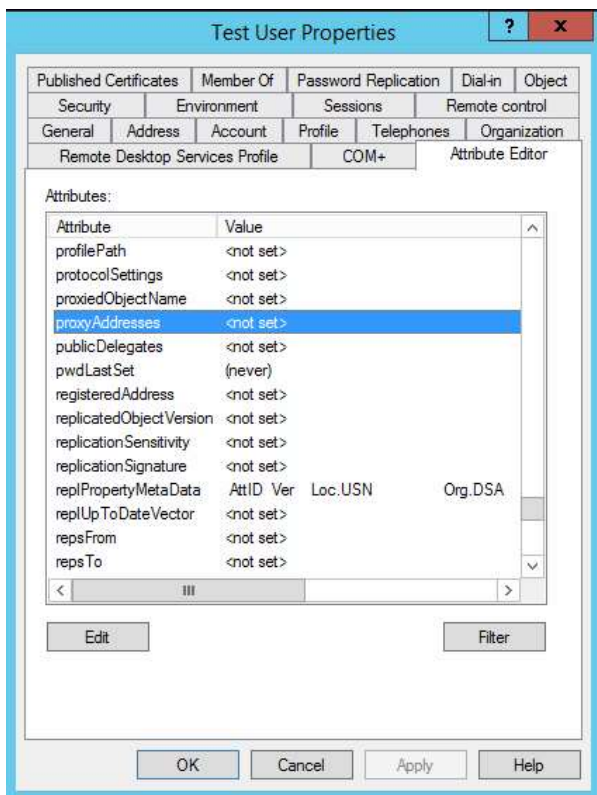 Test User Properties
? x
Published Certificates Member Of Password Replication Dial-in Object
Security Environment Sessions Remote control
General Address Account Profile Telephones Organization
Remote Desktop Services Profile COM+ Attribute Editor
Attributes:
Attribute Value
profilePath <not set>
protocolSettings <not set>
proxiedObjectName <not set>
proxyAddresses <not set>
publicDelegates <not set>
pwdLastSet (never)
registeredAddress <not set>
replicatedObjectVersion <not set>
replicationSensitivity <not set>
replicationSignature <not set>
replPropertyMetaData AttID Ver Loc.USN Org.DSA
replUpToDateVector <not set>
repsFrom <not set>
repsTo <not set>
Edit Filter
OK Cancel Apply Help